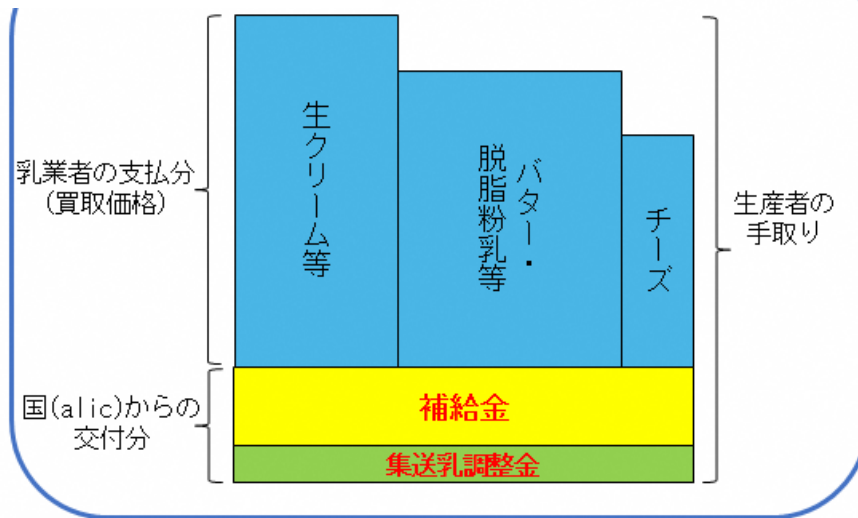 乳業者の支払分
(買取価格)
生クリーム等
バター・
脱脂粉乳等
チーズ
生産者の
手取り
国(alic)からの
交付分
補給金
集送乳調整金